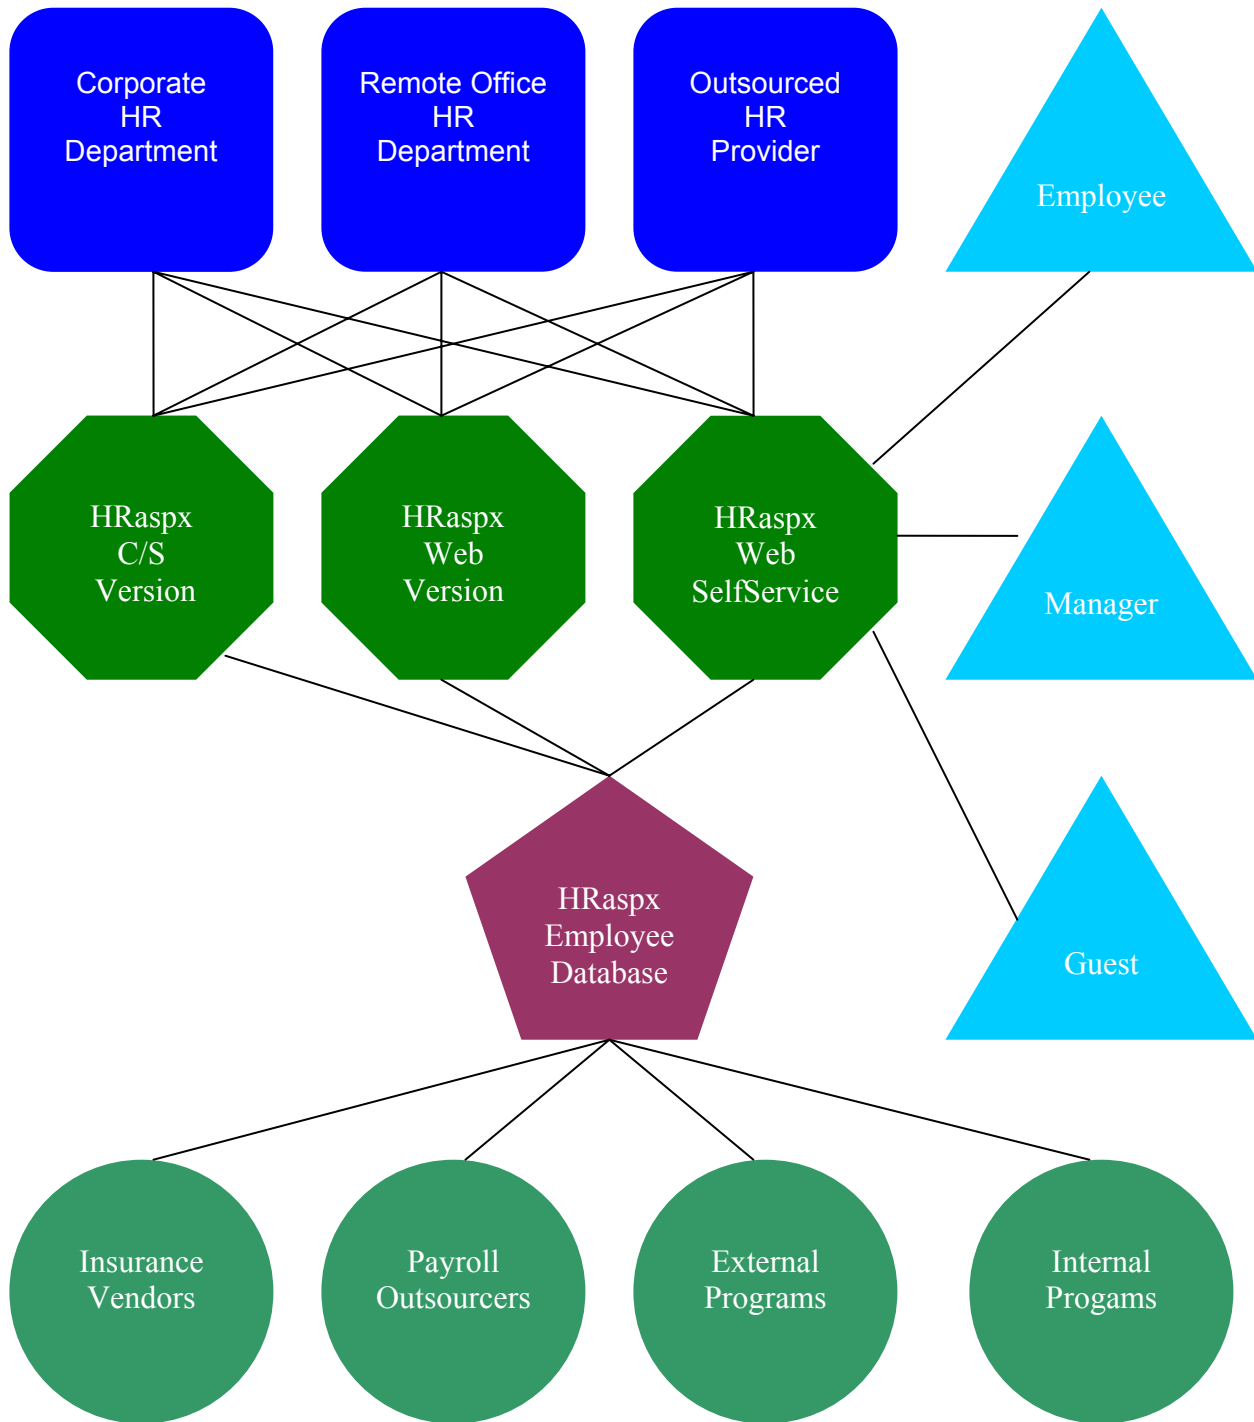 Corporate
HR
Department
Remote Office
HR
Department
Outsourced
HR
Provider
Employee
HRaspx
C/S
Version
HRaspx
Web
Version
HRaspx
Web
SelfService
Manager
HRaspx
Employee
Database
Guest
Insurance
Vendors
Payroll
Outsourcers
External
Programs
Internal
Progams